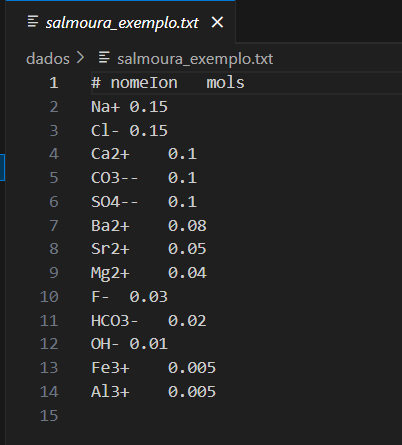 salmoura_exemplo.txt
dados > salmoura_exemplo.txt
1 # nomeIon mols
2 Na+ 0.15
3 Cl- 0.15
4 Ca2+ 0.1
5 CO3-- 0.1
6 SO4-- 0.1
7 Ba2+ 0.08
8 Sr2+ 0.05
9 Mg2+ 0.04
10 F- 0.03
11 HCO3- 0.02
12 OH- 0.01
13 Fe3+ 0.005
14 Al3+ 0.005
15